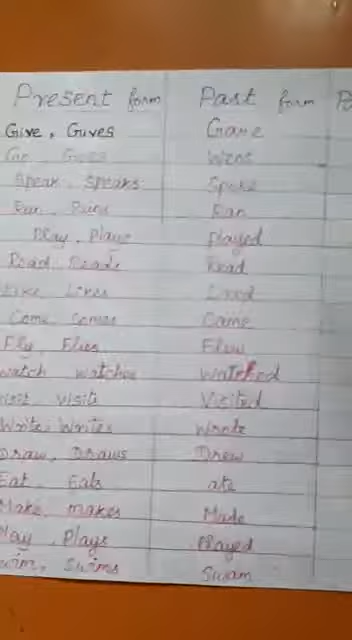 Present form Past form
Give, Guves Gave
Go Goes Went
Speak, Speaks Spoke
Run, Runs Ran
Play, Plays Played
Read Reads Read
Like Likes Liked
Come Comes Came
Fly, Flies Flew
watch watches Watched
visit visits Visited
Write, Writes Wrote
Draw, Draws Drew
Eat, Eats ate
Make, makes Made
Play, Plays Played
swim, Swims Swam